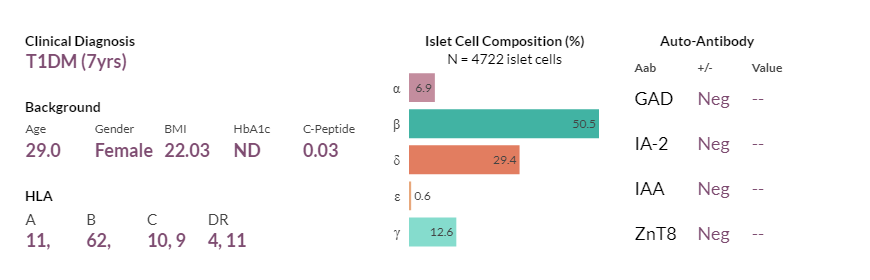 Clinical Diagnosis
T1DM (7yrs)
Background
Age Gender BMI HbA1c C-Peptide
29.0 Female 22.03 ND 0.03
HLA
A B C DR
11, 62, 10, 9 4, 11
Islet Cell Composition (%)
N = 4722 islet cells
α 6.9
β 50.5
δ 29.4
ε 0.6
γ 12.6
Auto-Antibody
Aab +/- Value
GAD Neg --
IA-2 Neg --
IAA Neg --
ZnT8 Neg --